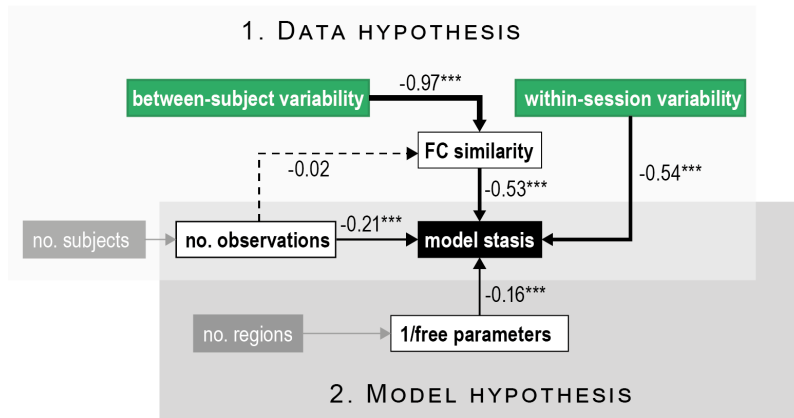 1. DATA HYPOTHESIS
-0.97***
between-subject variability
within-session variability
FC similarity
-0.02
-0.53***
-0.54***
no. subjects
no. observations
-0.21***
model stasis
-0.16***
no. regions
1/free parameters
2. MODEL HYPOTHESIS